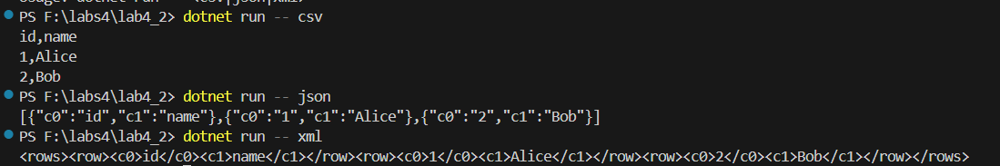 PS F:\labs4\lab4_2> dotnet run -- csv
id,name
1,Alice
2,Bob
PS F:\labs4\lab4_2> dotnet run -- json
[{"c0":"id","c1":"name"},{"c0":"1","c1":"Alice"},{"c0":"2","c1":"Bob"}]
PS F:\labs4\lab4_2> dotnet run -- xml
<rows><row><c0>id</c0><c1>name</c1></row><row><c0>1</c0><c1>Alice</c1></row><row><c0>2</c0><c1>Bob</c1></row></rows>